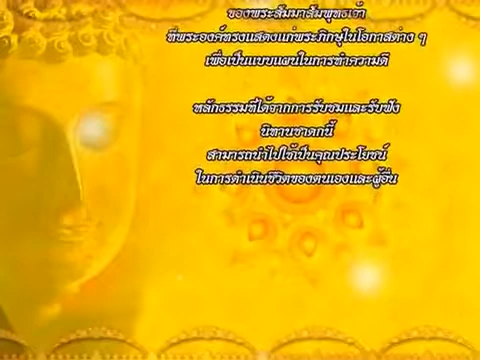 ของพระสัมมาสัมพุทธเจ้า
ที่พระองค์ทรงแสดงแก่พระภิกษุในโอกาสต่าง ๆ
เพื่อเป็นแบบแผนในการทำความดี
หลักธรรมที่ได้จากการรับชมและรับฟัง
นิทานชาดกนี้
สามารถนำไปใช้เป็นคุณประโยชน์
ในการดำเนินชีวิตของตนเองและผู้อื่น